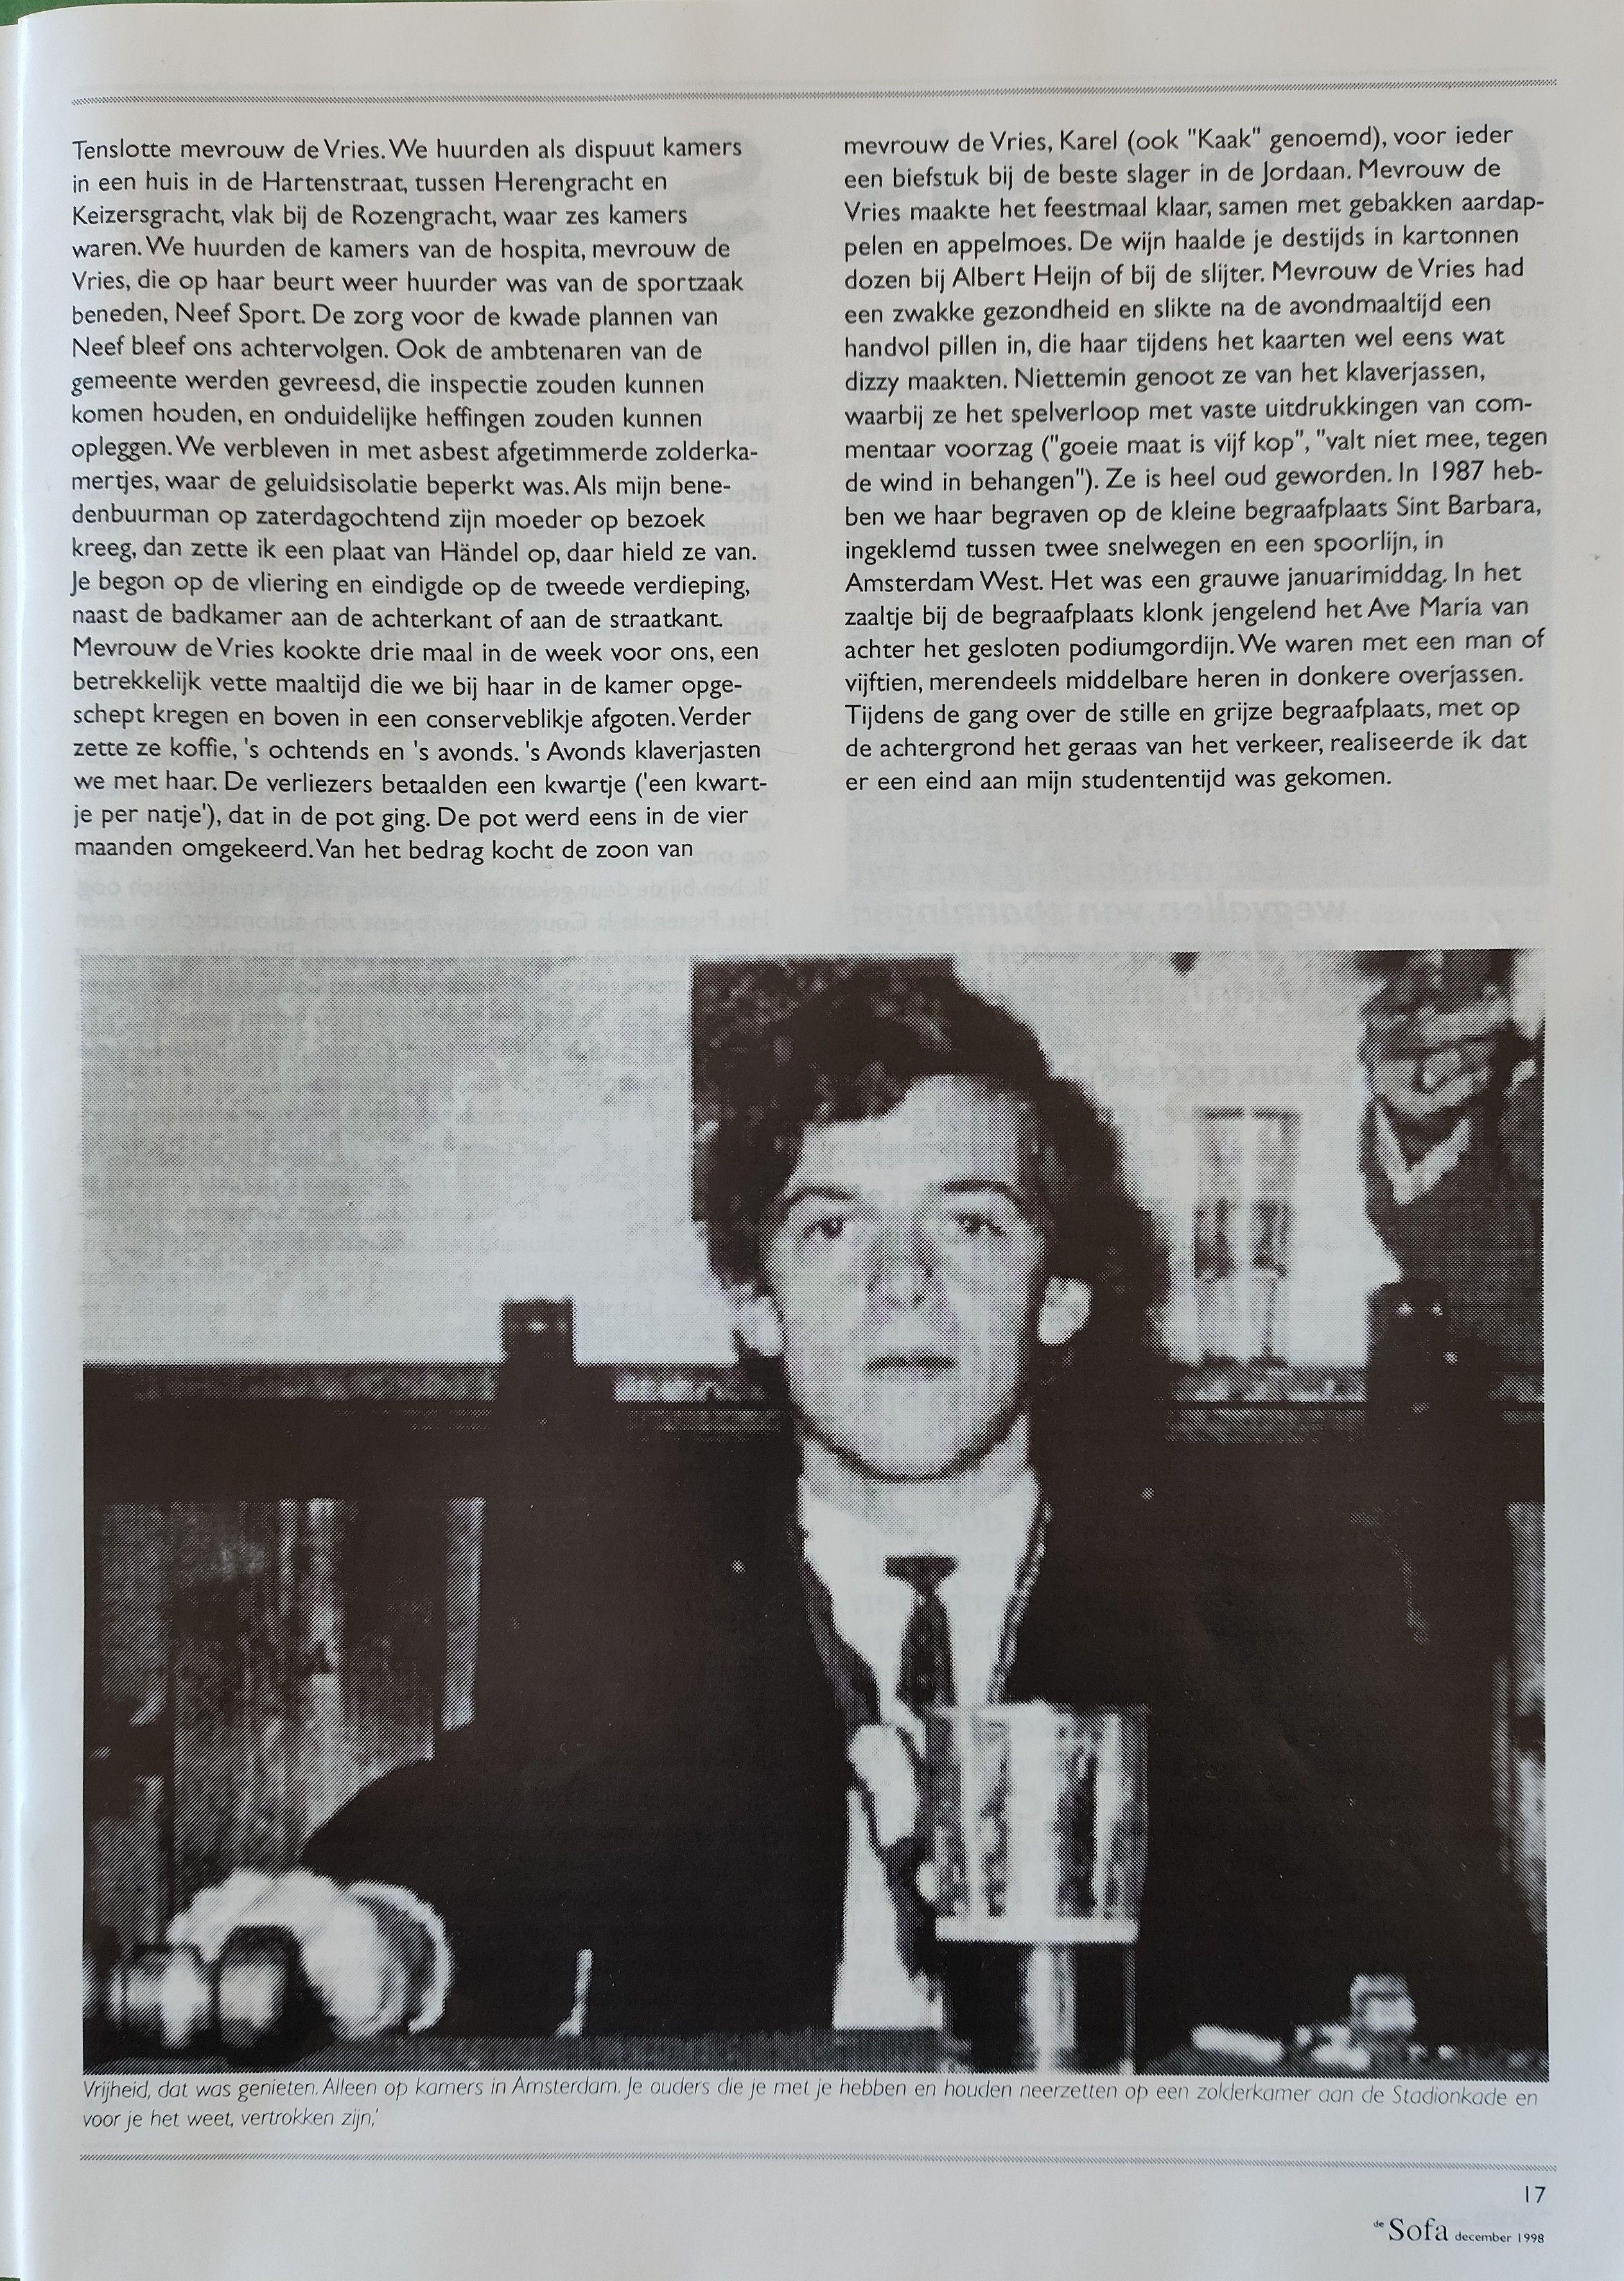 Tenslotte mevrouw de Vries. We huurden als dispuut kamers
in een huis in de Hartenstraat, tussen Herengracht en
Keizersgracht, vlak bij de Rozengracht, waar zes kamers
waren. We huurden de kamers van de hospita, mevrouw de
Vries, die op haar beurt weer huurder was van de sportzaak
beneden, Neef Sport. De zorg voor de kwade plannen van
Neef bleef ons achtervolgen. Ook de ambtenaren van de
gemeente werden gevreesd, die inspectie zouden kunnen
komen houden, en onduidelijke heffingen zouden kunnen
opleggen. We verbleven in met asbest afgetimmerde zolderka-
mertjes, waar de geluidsisolatie beperkt was. Als mijn bene-
denbuurman op zaterdagochtend zijn moeder op bezoek
kreeg, dan zette ik een plaat van Händel op, daar hield ze van.
Je begon op de vliering en eindigde op de tweede verdieping,
naast de badkamer aan de achterkant of aan de straatkant.
Mevrouw de Vries kookte drie maal in de week voor ons, een
betrekkelijk vette maaltijd die we bij haar in de kamer opge-
schept kregen en boven in een conserveblikje afgoten. Verder
zette ze koffie, 's ochtends en 's avonds. 's Avonds klaverjasten
we met haar. De verliezers betaalden een kwartje ('een kwart-
je per natje'), dat in de pot ging. De pot werd eens in de vier
maanden omgekeerd. Van het bedrag kocht de zoon van
mevrouw de Vries, Karel (ook "Kaak" genoemd), voor ieder
een biefstuk bij de beste slager in de Jordaan. Mevrouw de
Vries maakte het feestmaal klaar, samen met gebakken aardap-
pelen en appelmoes. De wijn haalde je destijds in kartonnen
dozen bij Albert Heijn of bij de slijter. Mevrouw de Vries had
een zwakke gezondheid en slikte na de avondmaaltijd een
handvol pillen in, die haar tijdens het kaarten wel eens wat
dizzy maakten. Niettemin genoot ze van het klaverjassen,
waarbij ze het spelverloop met vaste uitdrukkingen van com-
mentaar voorzag ("goeie maat is vijf kop", "valt niet mee, tegen
de wind in behangen"). Ze is heel oud geworden. In 1987 heb-
ben we haar begraven op de kleine begraafplaats Sint Barbara,
ingeklemd tussen twee snelwegen en een spoorlijn, in
Amsterdam West. Het was een grauwe januarimiddag. In het
zaaltje bij de begraafplaats klonk jengelend het Ave Maria van
achter het gesloten podiumgordijn. We waren met een man of
vijftien, merendeels middelbare heren in donkere overjassen.
Tijdens de gang over de stille en grijze begraafplaats, met op
de achtergrond het geraas van het verkeer, realiseerde ik dat
er een eind aan mijn studententijd was gekomen.
Vrijheid, dat was genieten. Alleen op kamers in Amsterdam. Je ouders die je met je hebben en houden neerzetten op een zolderkamer aan de Stadionkade en
voor je het weet, vertrokken zijn,'
17
de Sofa december 1998